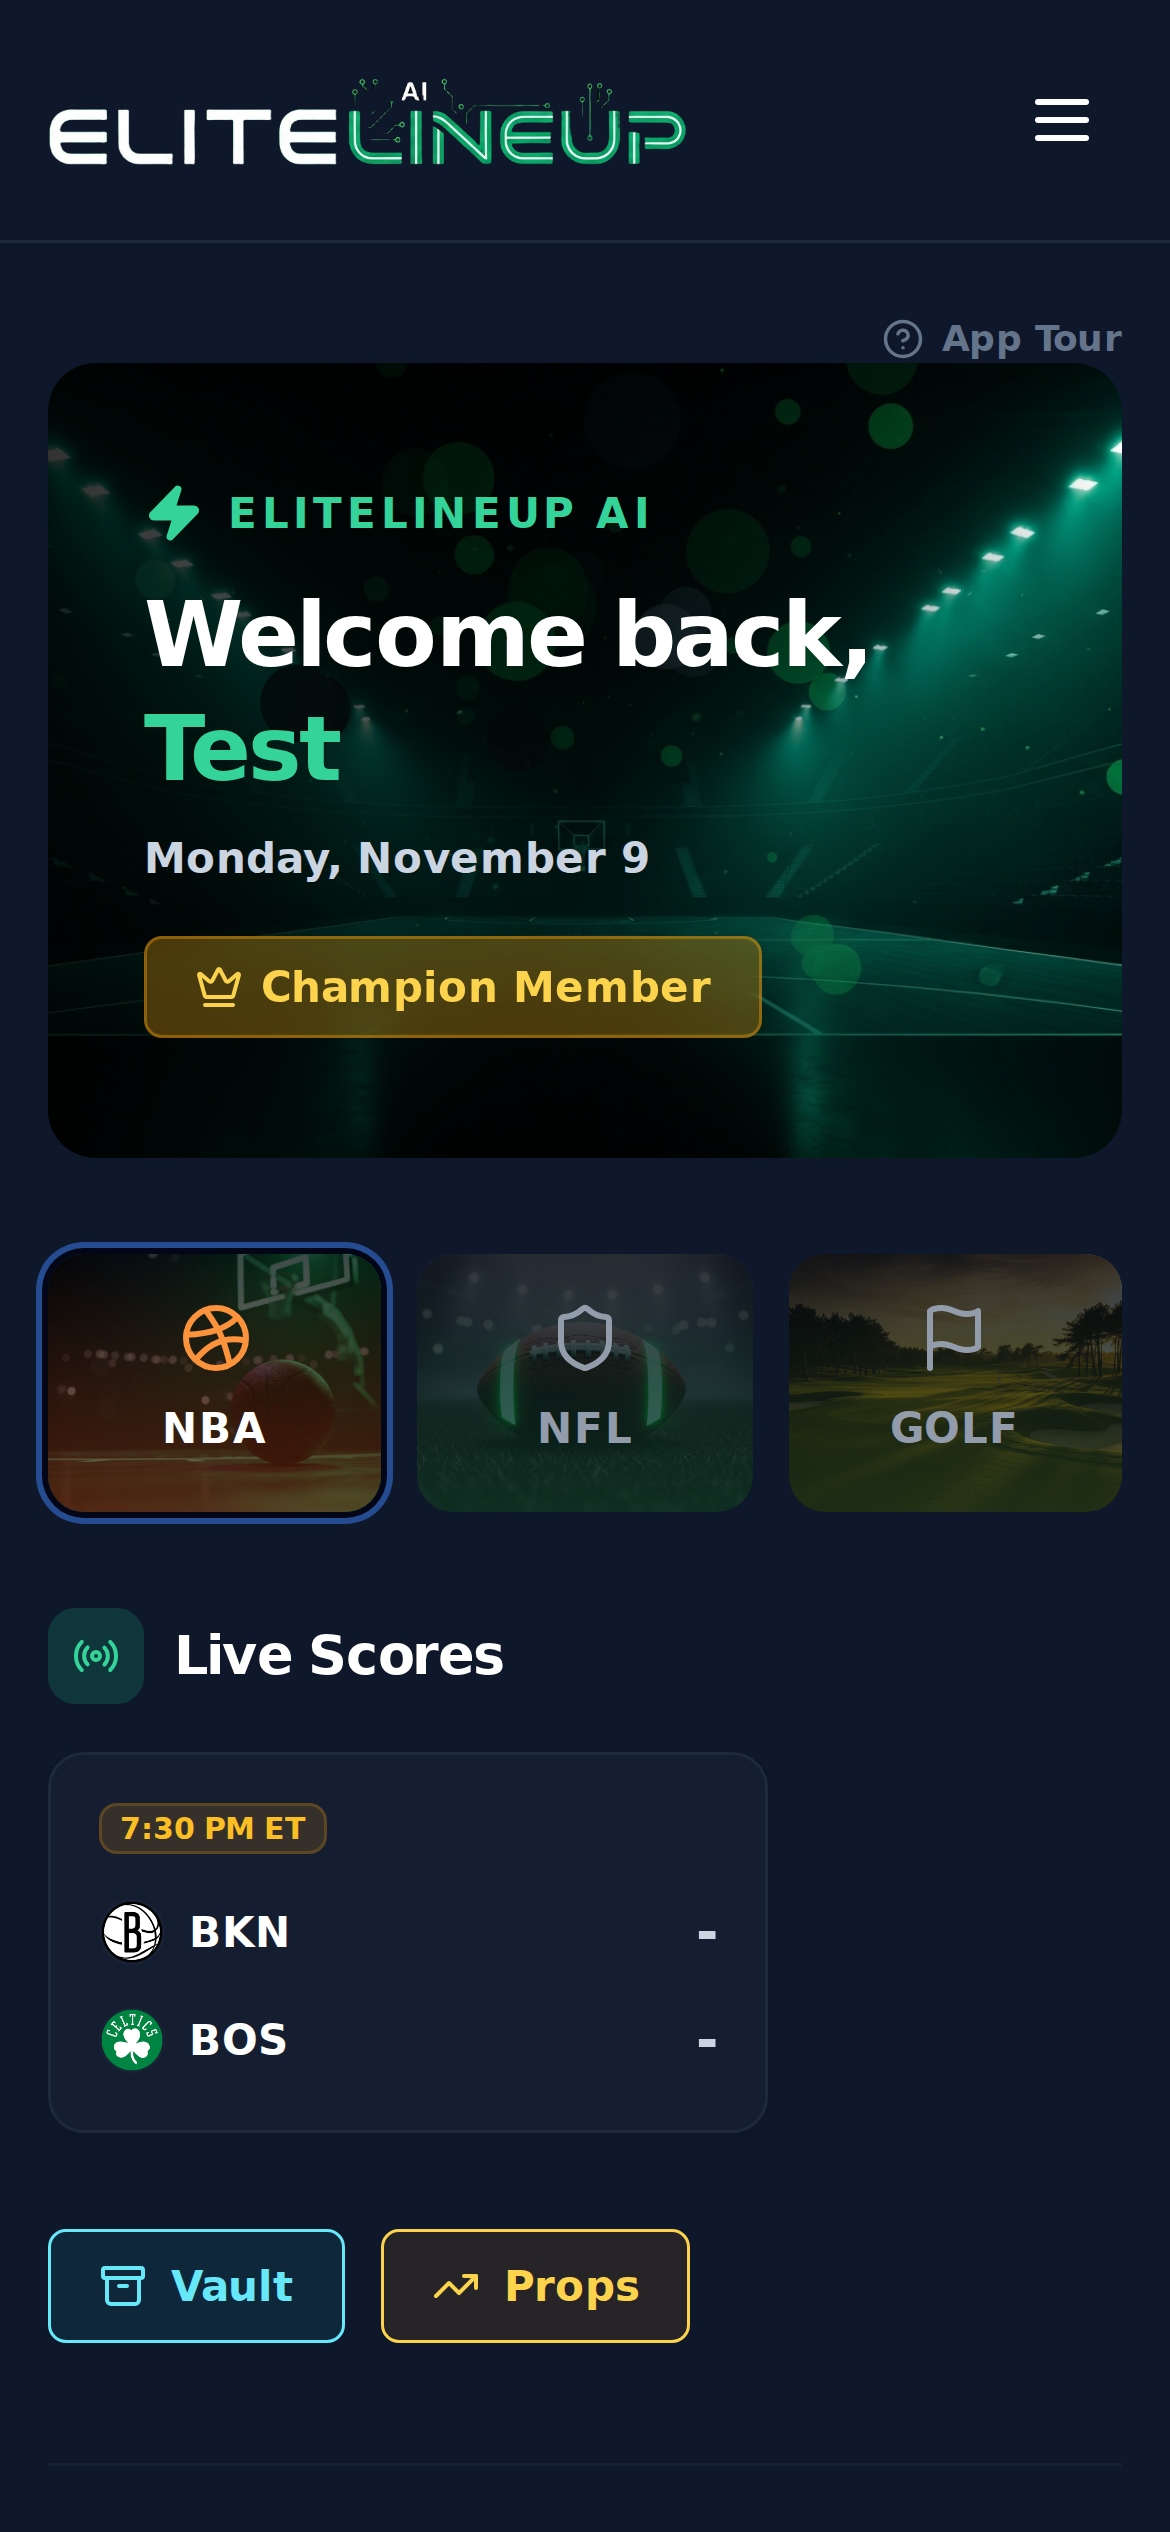 ELITELINEUP
AI
App Tour
ELITELINEUP AI
Welcome back,
Test
Monday, November 9
Champion Member
NBA
NFL
GOLF
Live Scores
7:30 PM ET
B
BKN
-
CELTICS
BOS
-
Vault
Props